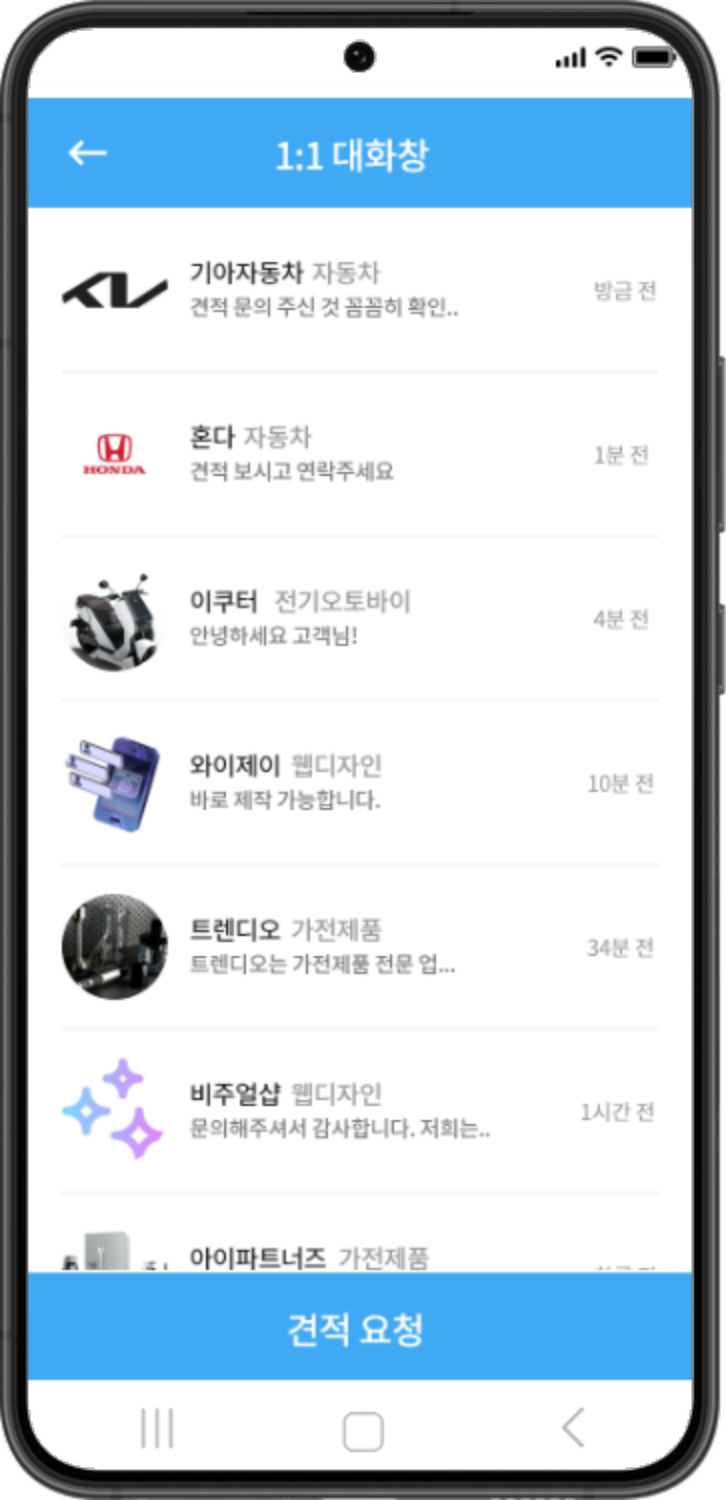 1:1 대화창
기아자동차 자동차
견적 문의 주신 것 꼼꼼히 확인..
방금 전
혼다 자동차
견적 보시고 연락주세요
1분 전
HONDA
이쿠터 전기오토바이
안녕하세요 고객님!
4분 전
와이제이 웹디자인
바로 제작 가능합니다.
10분 전
트렌디오 가전제품
트렌디오는 가전제품 전문 업...
34분 전
비주얼샵 웹디자인
문의해주셔서 감사합니다. 저희는..
1시간 전
아이파트너즈 가전제품
견적 요청